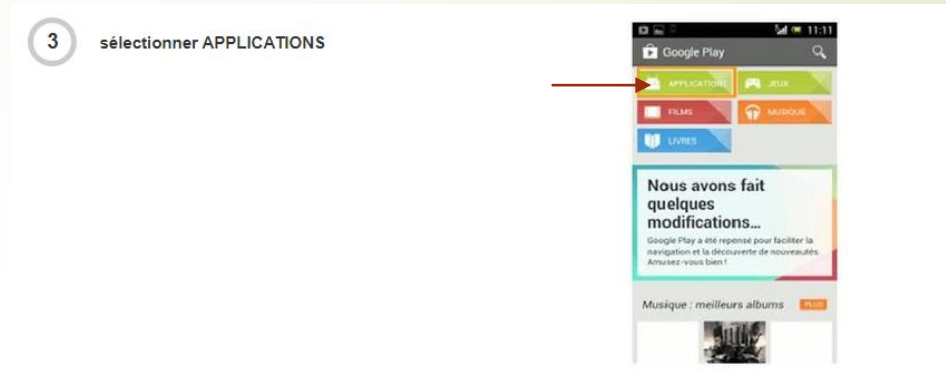 3
sélectionner APPLICATIONS
11:11
Google Play
APPLICATIONS
JEUX
FILMS
MUSIQUE
LIVRES
Nous avons fait
quelques
modifications...
Google Play a été repensé pour faciliter la
navigation et la découverte de nouveautés.
Amusez-vous bien !
Musique : meilleurs albums
PLUS